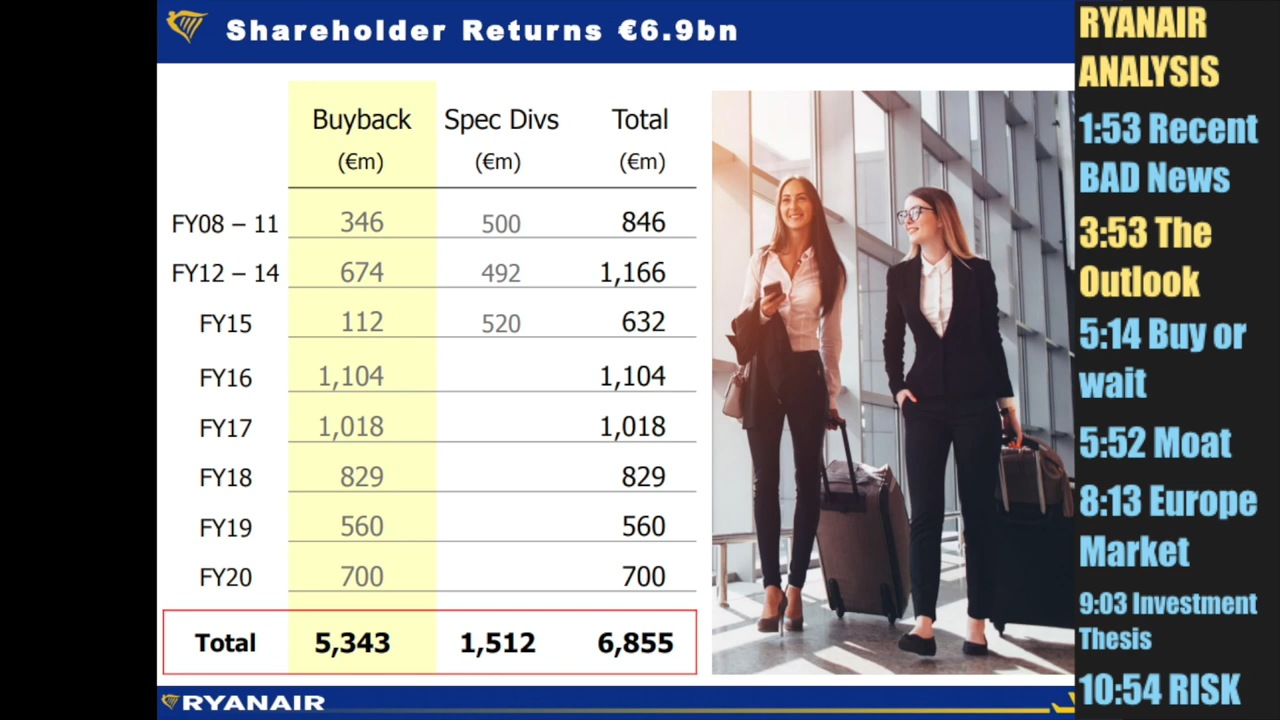 Shareholder Returns €6.9bn
Buyback Spec Divs Total
(€m) (€m) (€m)
FY08 – 11 346 500 846
FY12 – 14 674 492 1,166
FY15 112 520 632
FY16 1,104 1,104
FY17 1,018 1,018
FY18 829 829
FY19 560 560
FY20 700 700
Total 5,343 1,512 6,855
RYANAIR
RYANAIR
ANALYSIS
1:53 Recent
BAD News
3:53 The
Outlook
5:14 Buy or
wait
5:52 Moat
8:13 Europe
Market
9:03 Investment
Thesis
10:54 RISK